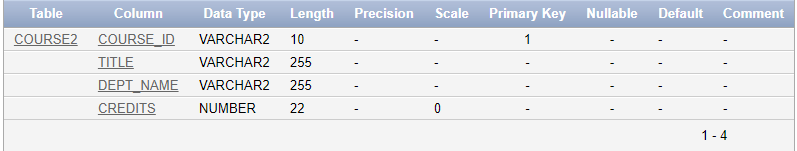 Table Column Data Type Length Precision Scale Primary Key Nullable Default Comment
COURSE2 COURSE_ID VARCHAR2 10 - - 1 - - -
TITLE VARCHAR2 255 - - - - - -
DEPT_NAME VARCHAR2 255 - - - - - -
CREDITS NUMBER 22 - 0 - - - -
1 - 4